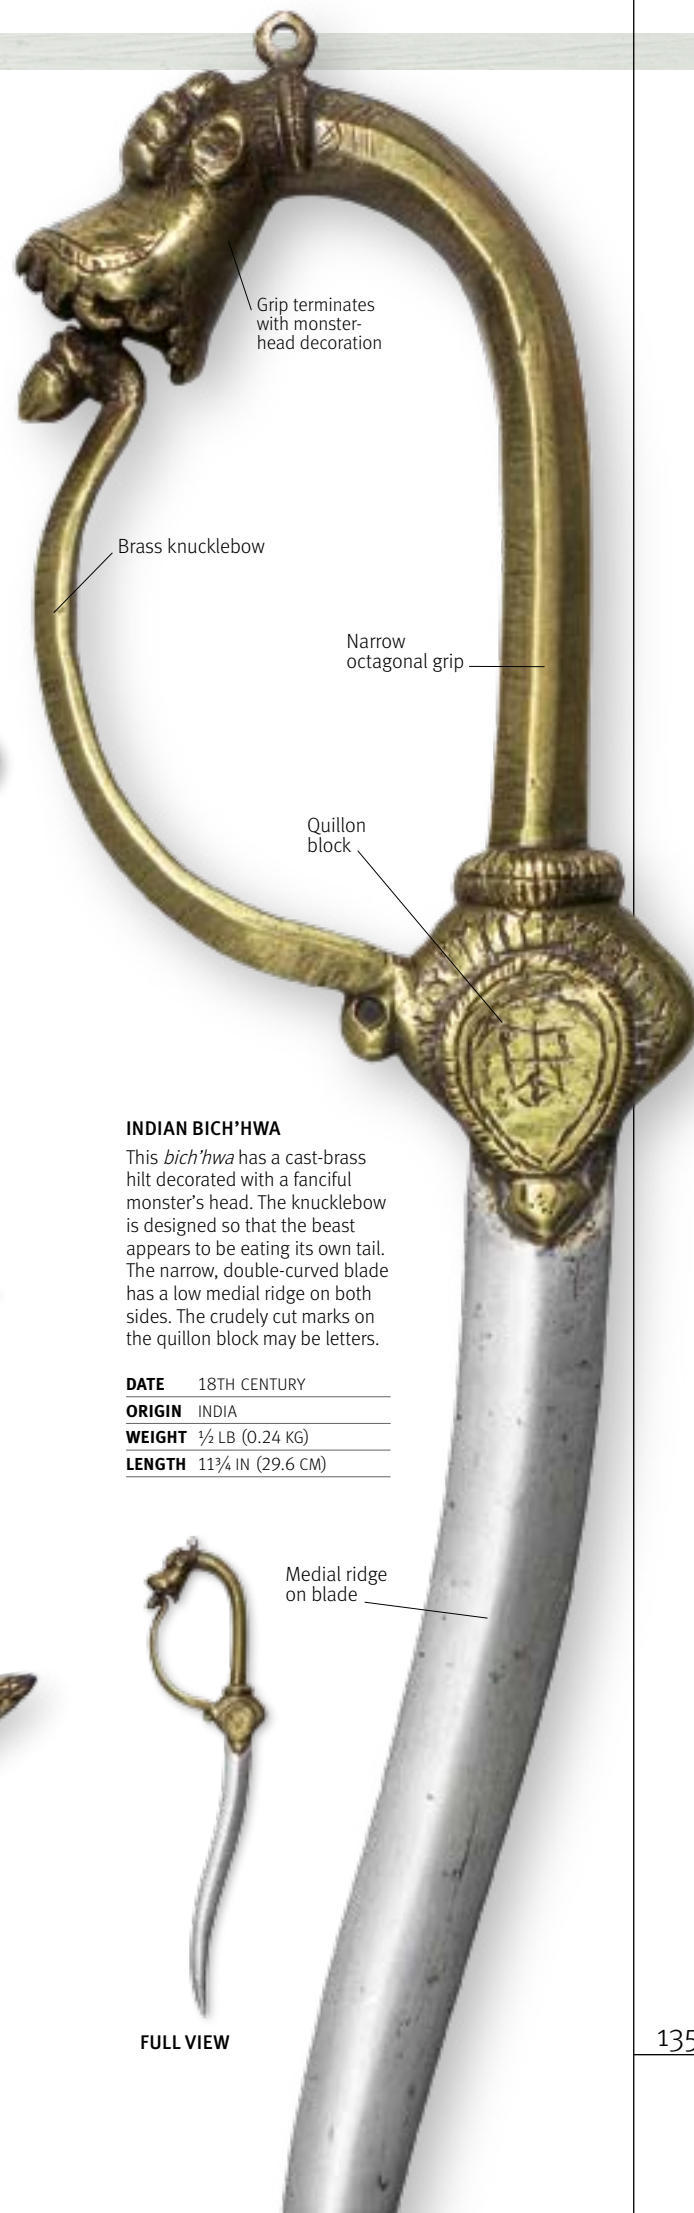 Grip terminates
with monster-
head decoration
Brass knucklebow
Narrow
octagonal grip
Quillon
block
INDIAN BICH’HWA
This bich’hwa has a cast-brass
hilt decorated with a fanciful
monster’s head. The knucklebow
is designed so that the beast
appears to be eating its own tail.
The narrow, double-curved blade
has a low medial ridge on both
sides. The crudely cut marks on
the quillon block may be letters.
DATE 18TH CENTURY
ORIGIN INDIA
WEIGHT ½ LB (0.24 KG)
LENGTH 11¾ IN (29.6 CM)
Medial ridge
on blade
FULL VIEW
135